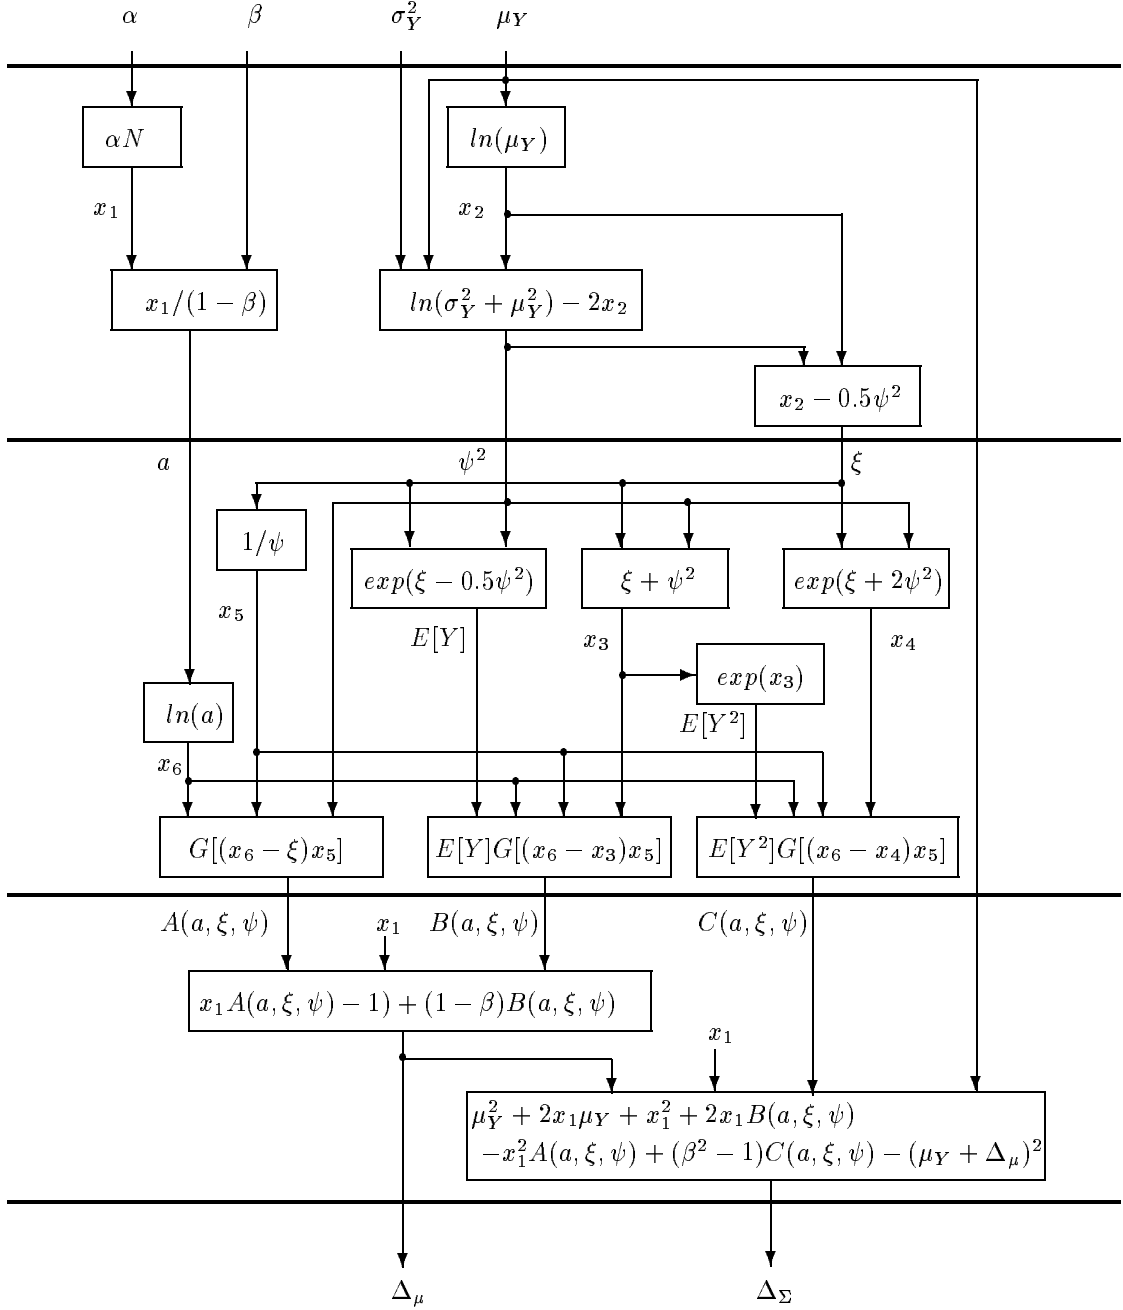 α β σ_Y^2 μ_Y
αN ln(μ_Y)
x_1 x_2
x_1/(1 − β) ln(σ_Y^2 + μ_Y^2) − 2x_2
x_2 − 0.5ψ^2
a ψ^2 ξ
1/ψ exp(ξ − 0.5ψ^2) ξ + ψ^2 exp(ξ + 2ψ^2)
x_5 E[Y] x_3 x_4
exp(x_3)
ln(a) E[Y^2]
x_6
G[(x_6 − ξ)x_5] E[Y]G[(x_6 − x_3)x_5] E[Y^2]G[(x_6 − x_4)x_5]
A(a, ξ, ψ) x_1 B(a, ξ, ψ) C(a, ξ, ψ)
x_1A(a, ξ, ψ) − 1) + (1 − β)B(a, ξ, ψ)
x_1
μ_Y^2 + 2x_1μ_Y + x_1^2 + 2x_1B(a, ξ, ψ)
−x_1^2A(a, ξ, ψ) + (β^2 − 1)C(a, ξ, ψ) − (μ_Y + Δ_μ)^2
Δ_μ Δ_Σ